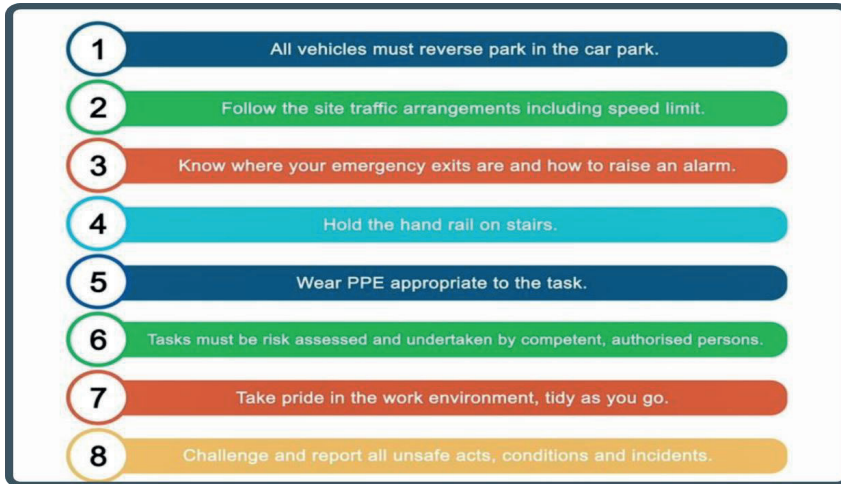 1 All vehicles must reverse park in the car park.
2 Follow the site traffic arrangements including speed limit.
3 Know where your emergency exits are and how to raise an alarm.
4 Hold the hand rail on stairs.
5 Wear PPE appropriate to the task.
6 Tasks must be risk assessed and undertaken by competent, authorised persons.
7 Take pride in the work environment, tidy as you go.
8 Challenge and report all unsafe acts, conditions and incidents.